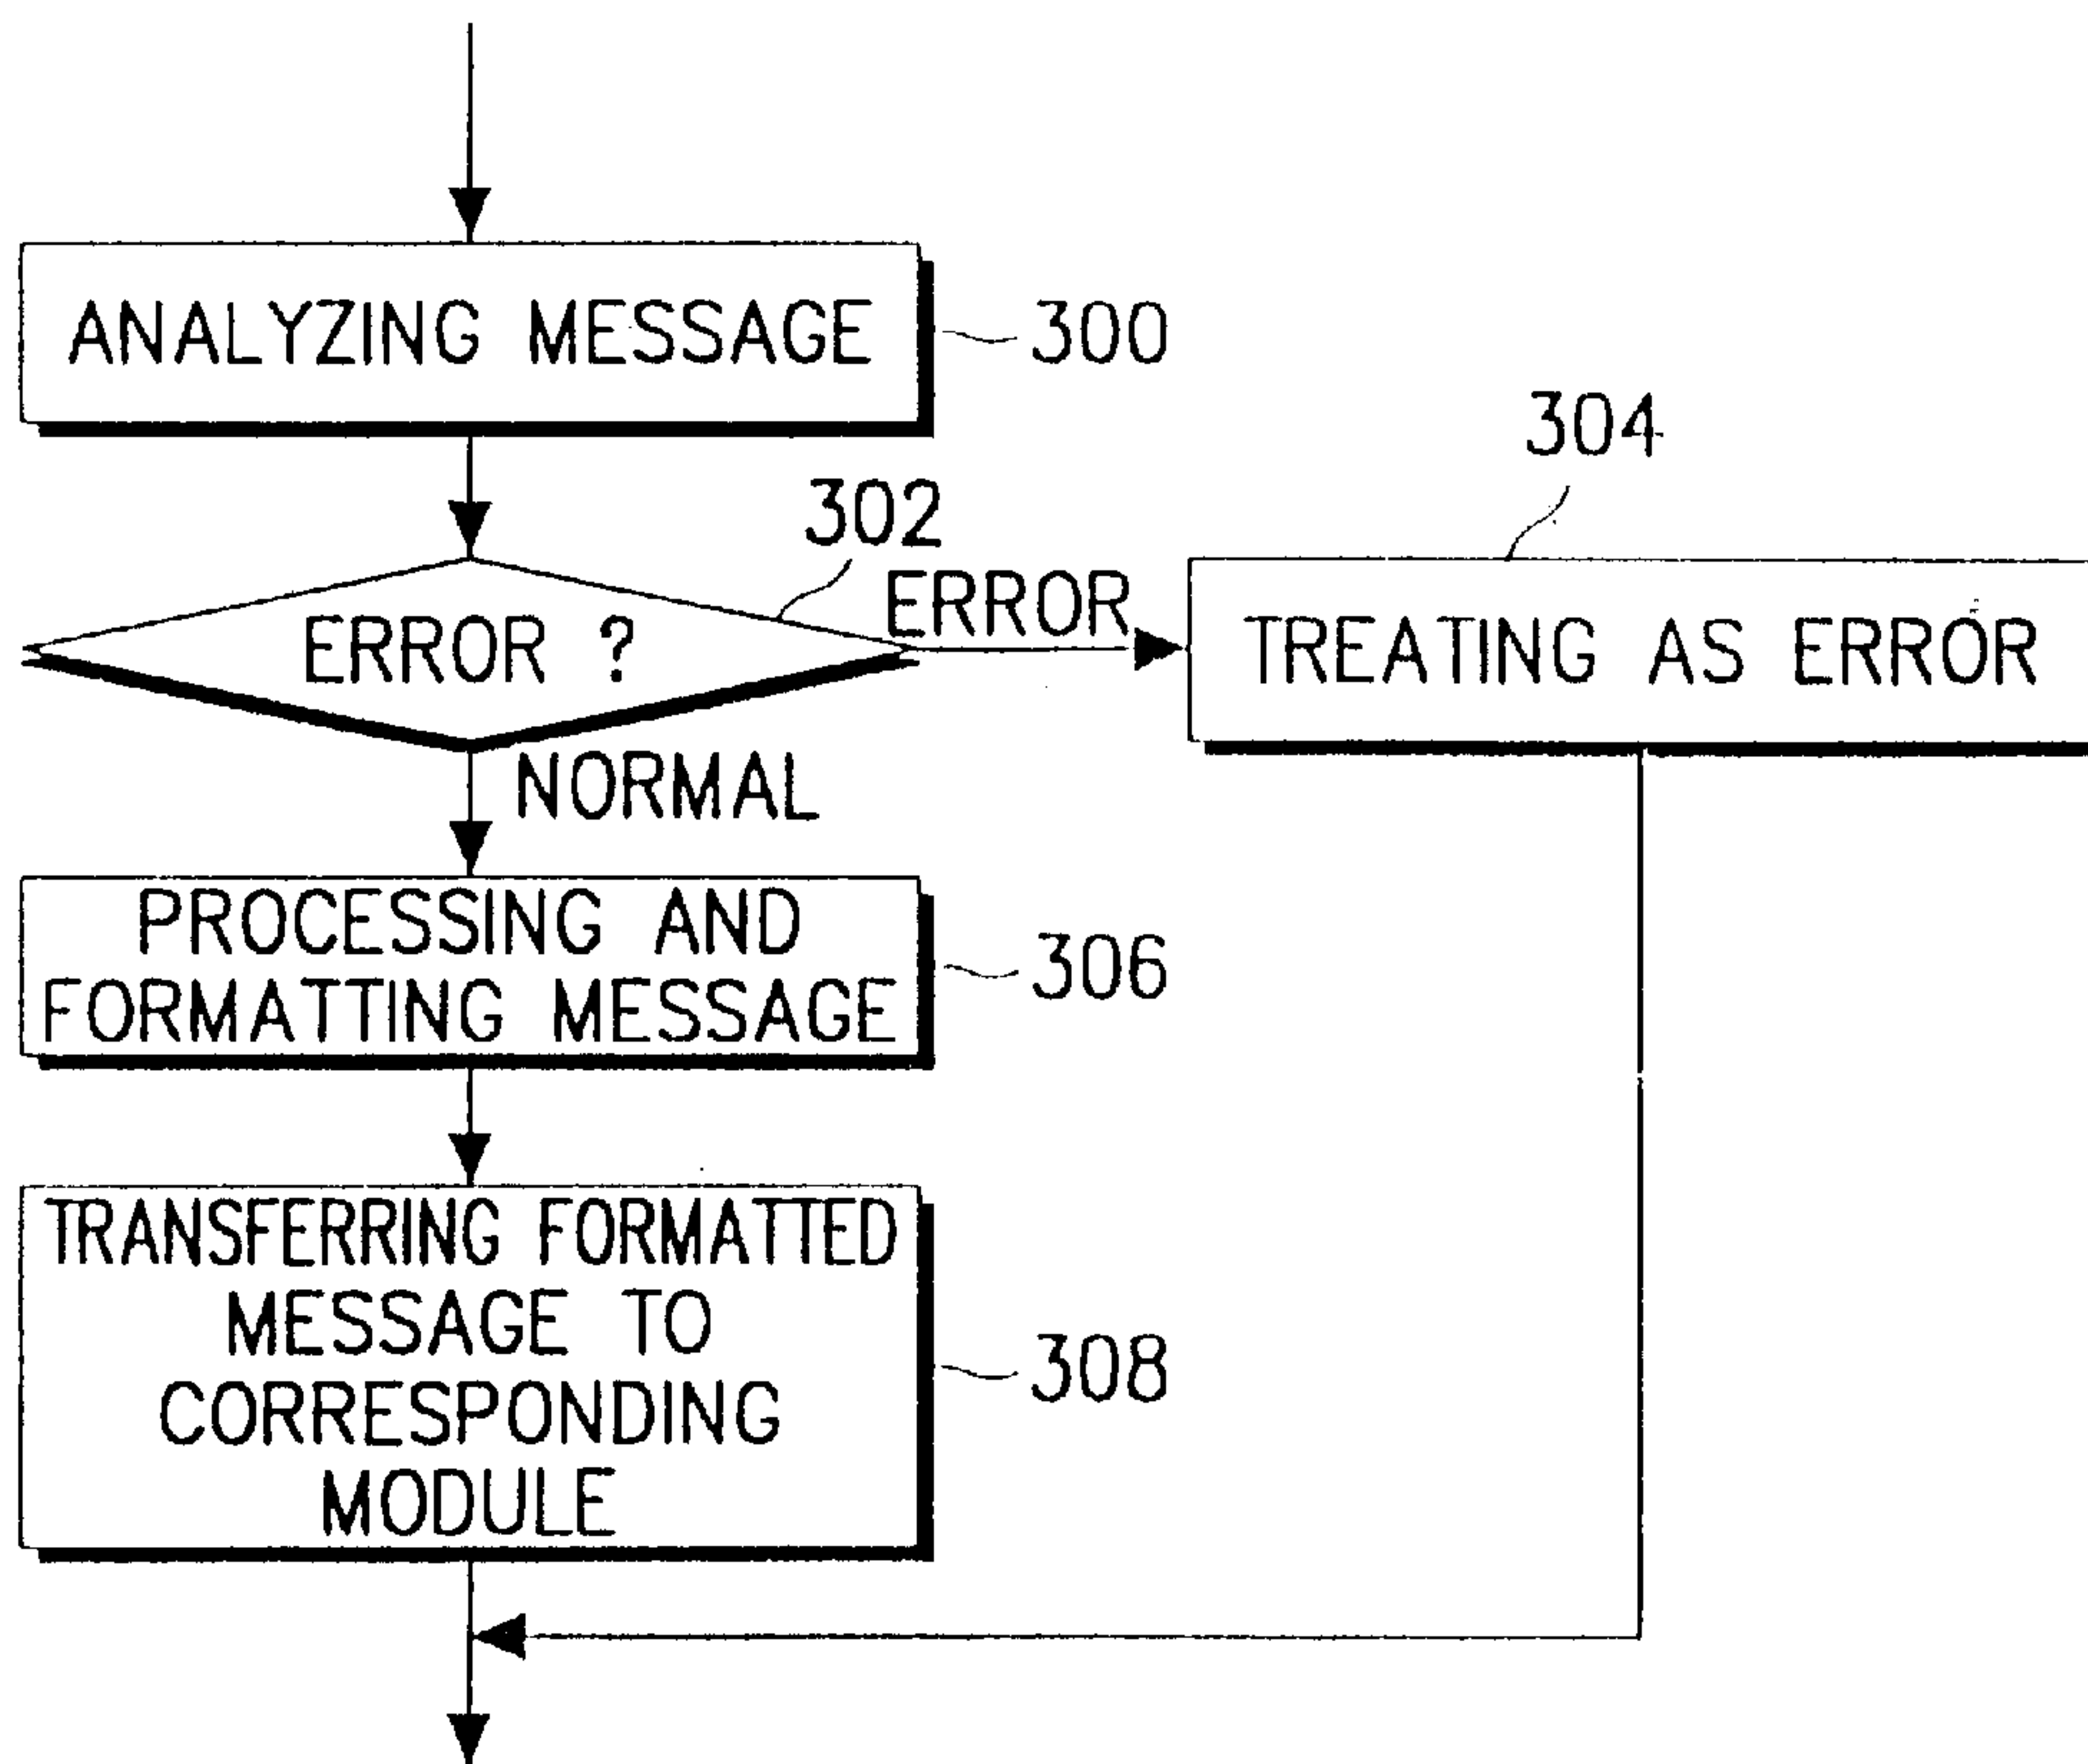 ANALYZING MESSAGE
300
304
302
ERROR ?
ERROR
TREATING AS ERROR
NORMAL
PROCESSING AND
FORMATTING MESSAGE
306
TRANSFERRING FORMATTED
MESSAGE TO
CORRESPONDING
MODULE
308